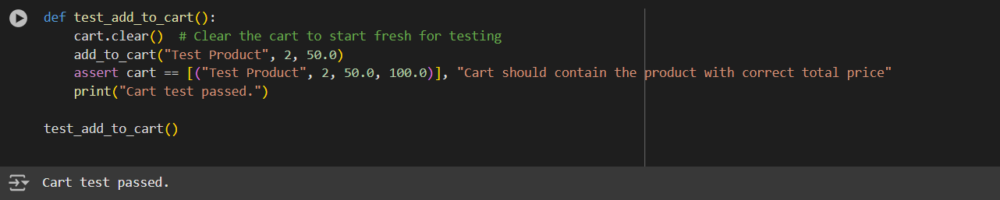 def test_add_to_cart():
    cart.clear()  # Clear the cart to start fresh for testing
    add_to_cart("Test Product", 2, 50.0)
    assert cart == [("Test Product", 2, 50.0, 100.0)], "Cart should contain the product with correct total price"
    print("Cart test passed.")

test_add_to_cart()
Cart test passed.